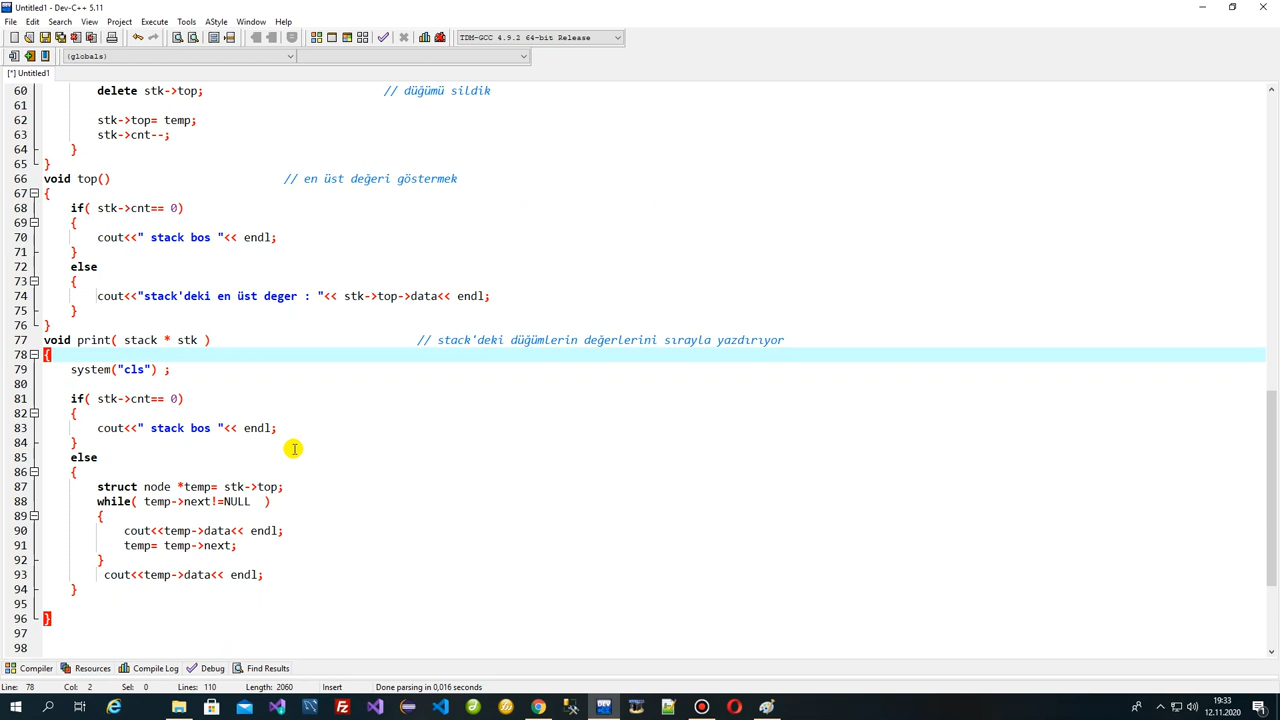 Untitled1 - Dev-C++ 5.11
File Edit Search View Project Execute Tools AStyle Window Help
TDM-GCC 4.9.2 64-bit Release
(globals)
[*] Untitled1
60 delete stk->top; // düğümü sildik
61
62 stk->top= temp;
63 stk->cnt--;
64 }
65 }
66 void top() // en üst değeri göstermek
67 {
68 if( stk->cnt== 0)
69 {
70 cout<<" stack bos "<< endl;
71 }
72 else
73 {
74 cout<<"stack'deki en üst deger : "<< stk->top->data<< endl;
75 }
76 }
77 void print( stack * stk ) // stack'deki düğümlerin değerlerini sırayla yazdırıyor
78 {
79 system("cls") ;
80
81 if( stk->cnt== 0)
82 {
83 cout<<" stack bos "<< endl;
84 }
85 else
86 {
87 struct node *temp= stk->top;
88 while( temp->next!=NULL )
89 {
90 cout<<temp->data<< endl;
91 temp= temp->next;
92 }
93 cout<<temp->data<< endl;
94 }
95
96 }
97
98
Compiler Resources Compile Log Debug Find Results
Line: 78 Col: 2 Sel: 0 Lines: 110 Length: 2060 Insert Done parsing in 0,016 seconds
19:33
12.11.2020